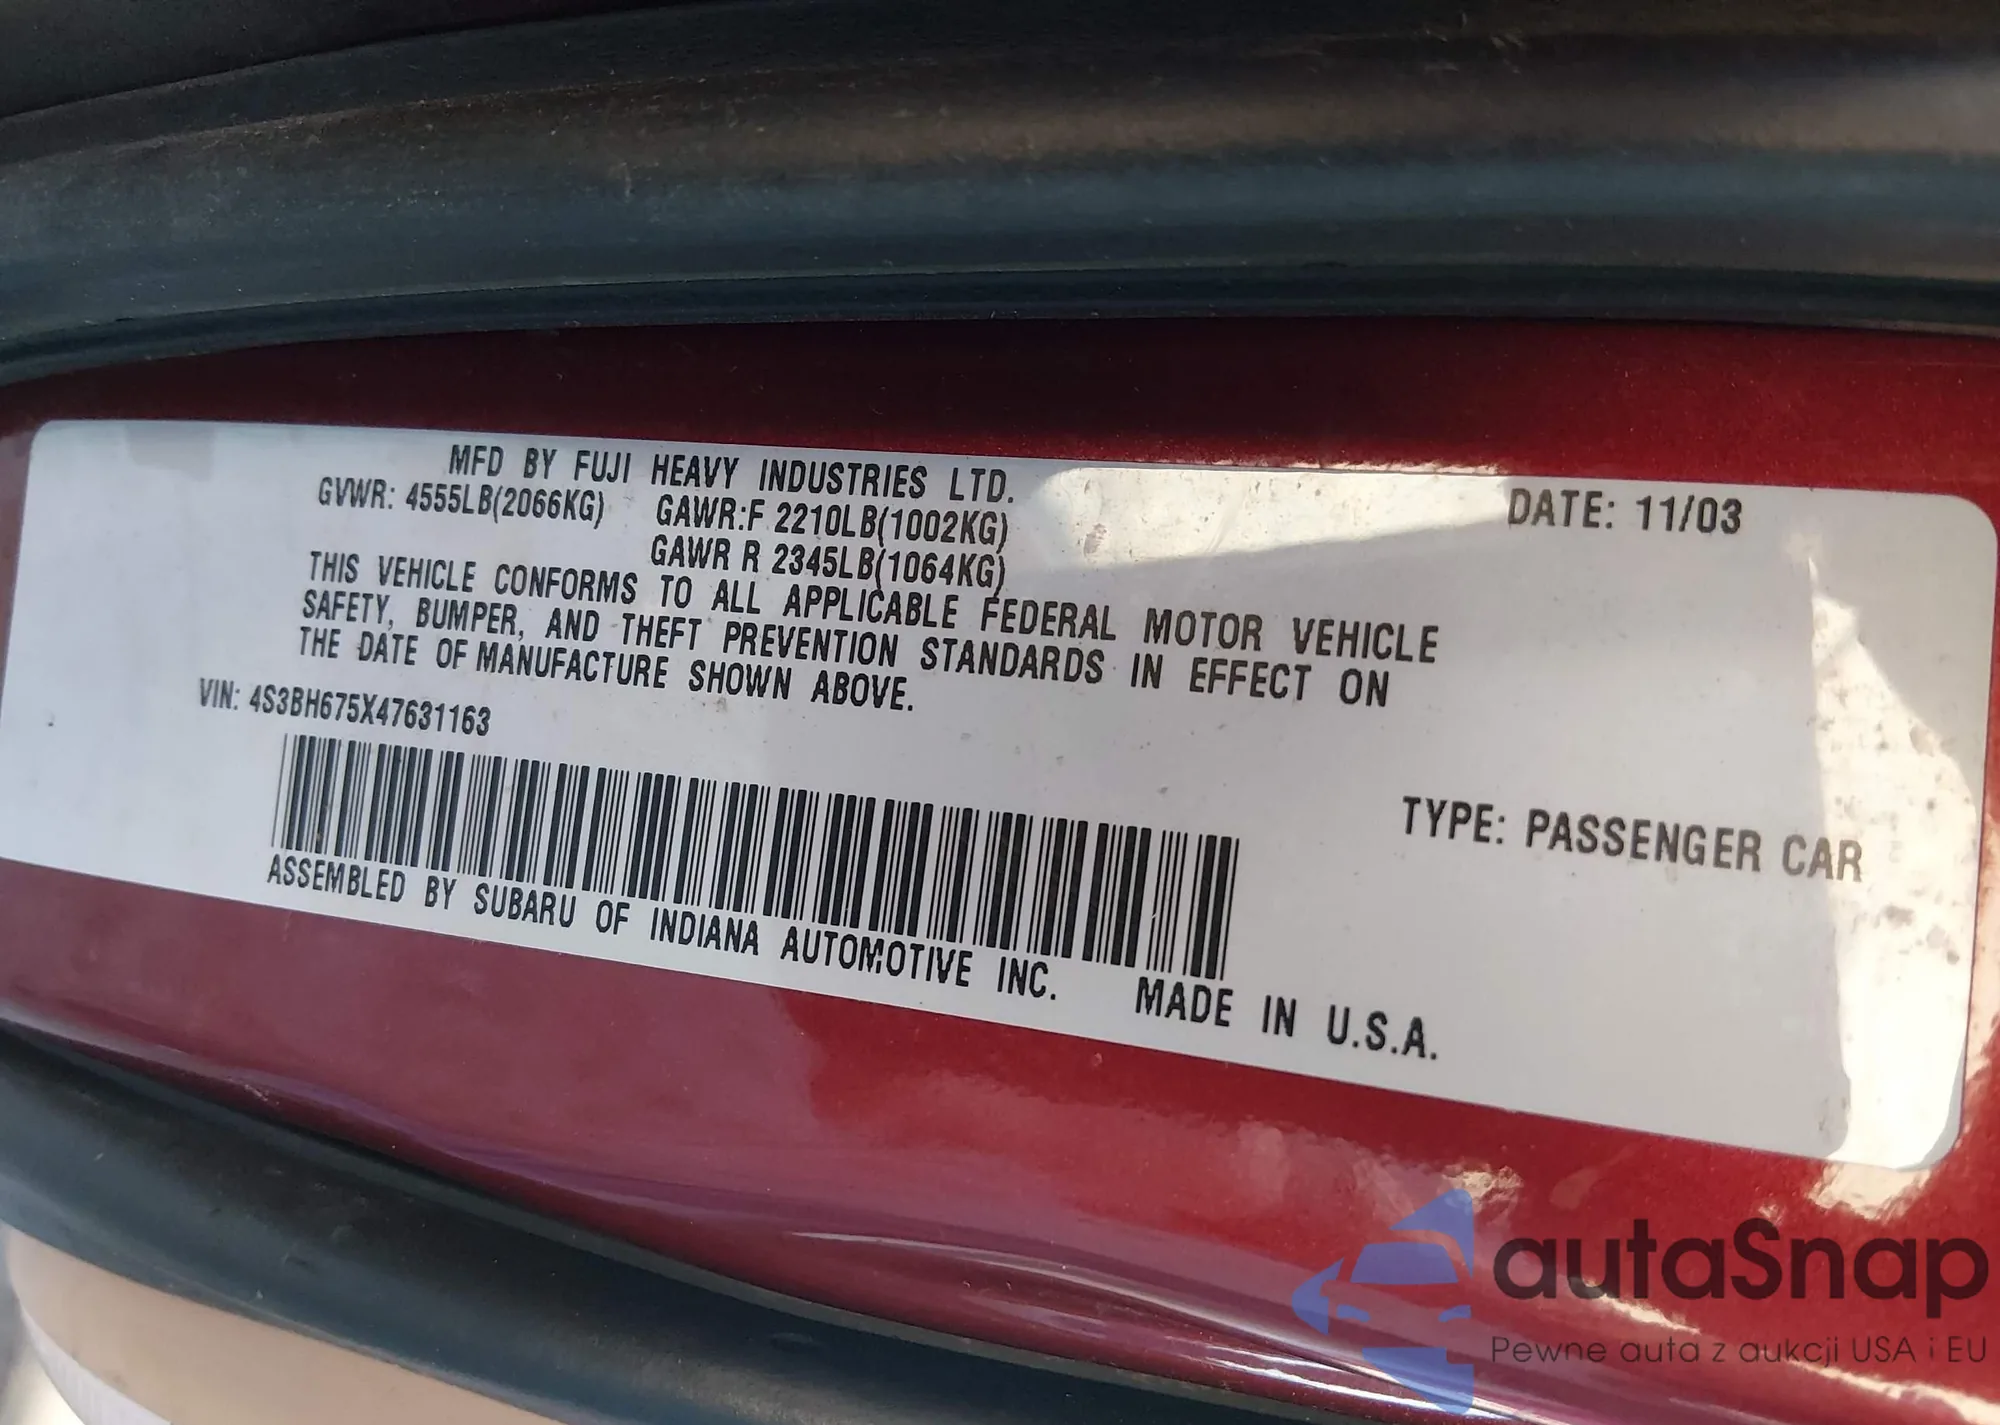 MFD BY FUJI HEAVY INDUSTRIES LTD.
GVWR: 4555LB(2066KG) GAWR:F 2210LB(1002KG) DATE: 11/03
GAWR R 2345LB(1064KG)
THIS VEHICLE CONFORMS TO ALL APPLICABLE FEDERAL MOTOR VEHICLE
SAFETY, BUMPER, AND THEFT PREVENTION STANDARDS IN EFFECT ON
THE DATE OF MANUFACTURE SHOWN ABOVE.
VIN: 4S3BH675X47631163
TYPE: PASSENGER CAR
ASSEMBLED BY SUBARU OF INDIANA AUTOMOTIVE INC. MADE IN U.S.A.
autaSnap
Pewne auta z aukcji USA i EU